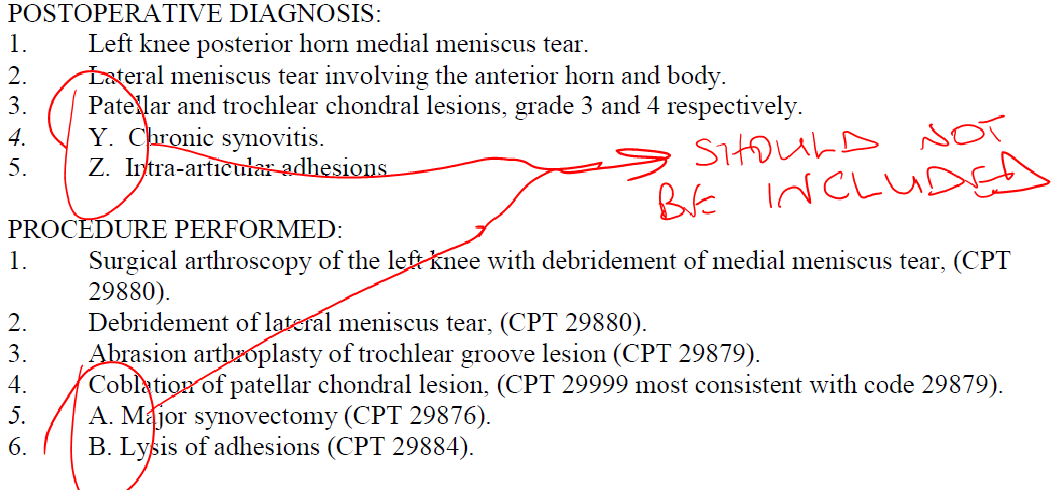 POSTOPERATIVE DIAGNOSIS:
1. Left knee posterior horn medial meniscus tear.
2. Lateral meniscus tear involving the anterior horn and body.
3. Patellar and trochlear chondral lesions, grade 3 and 4 respectively.
4. Y. Chronic synovitis.
5. Z. Intra-articular adhesions
SHOULD NOT
BE INCLUDED
PROCEDURE PERFORMED:
1. Surgical arthroscopy of the left knee with debridement of medial meniscus tear, (CPT
29880).
2. Debridement of lateral meniscus tear, (CPT 29880).
3. Abrasion arthroplasty of trochlear groove lesion (CPT 29879).
4. Coblation of patellar chondral lesion, (CPT 29999 most consistent with code 29879).
5. A. Major synovectomy (CPT 29876).
6. B. Lysis of adhesions (CPT 29884).